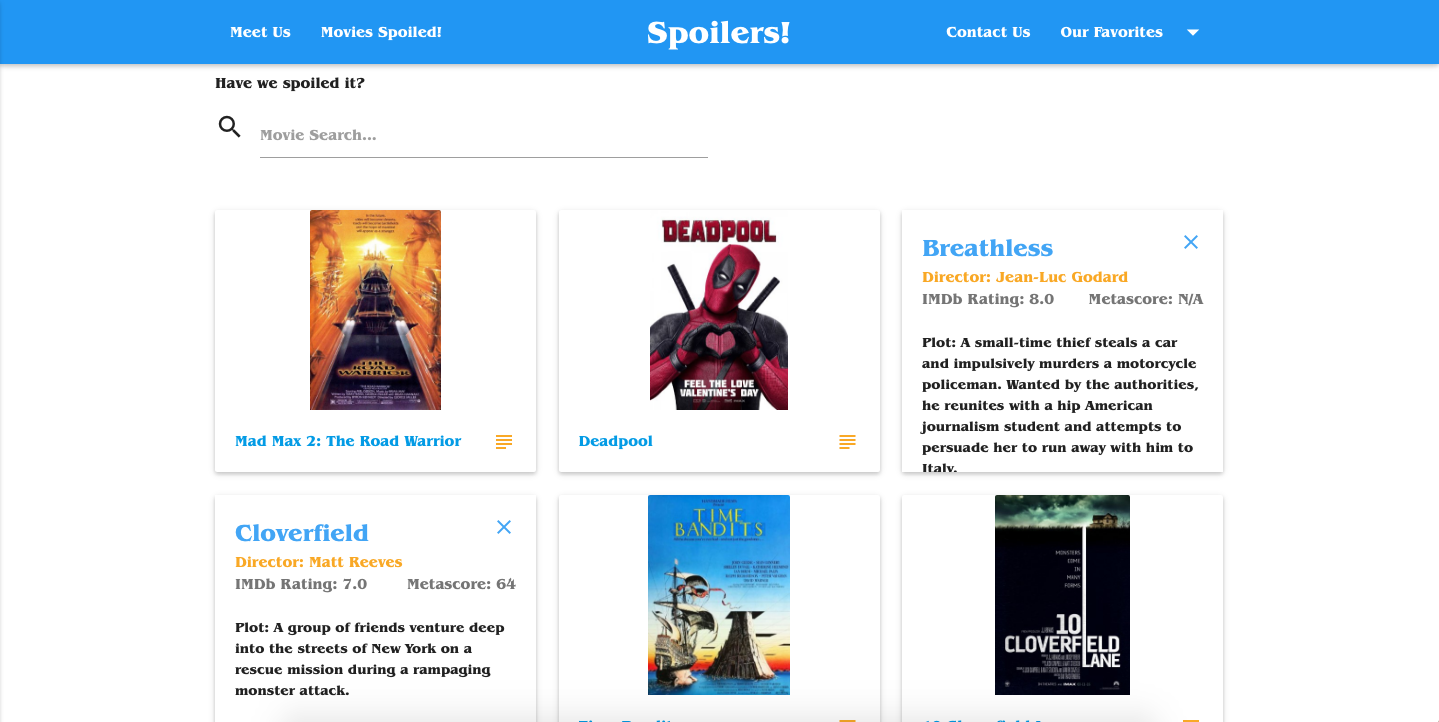 Meet Us
Movies Spoiled!
Spoilers!
Contact Us
Our Favorites
Have we spoiled it?
Movie Search...
THE
ROAD
WARRIOR
Mad Max 2: The Road Warrior
DEADPOOL
FEEL THE LOVE
VALENTINE'S DAY
Deadpool
Breathless
Director: Jean-Luc Godard
IMDb Rating: 8.0 Metascore: N/A
Plot: A small-time thief steals a car
and impulsively murders a motorcycle
policeman. Wanted by the authorities,
he reunites with a hip American
journalism student and attempts to
persuade her to run away with him to
Italy.
Cloverfield
Director: Matt Reeves
IMDb Rating: 7.0 Metascore: 64
Plot: A group of friends venture deep
into the streets of New York on a
rescue mission during a rampaging
monster attack.
TIME
BANDITS
MONSTERS
COME
IN
MANY
FORMS
10
CLOVERFIELD
LANE